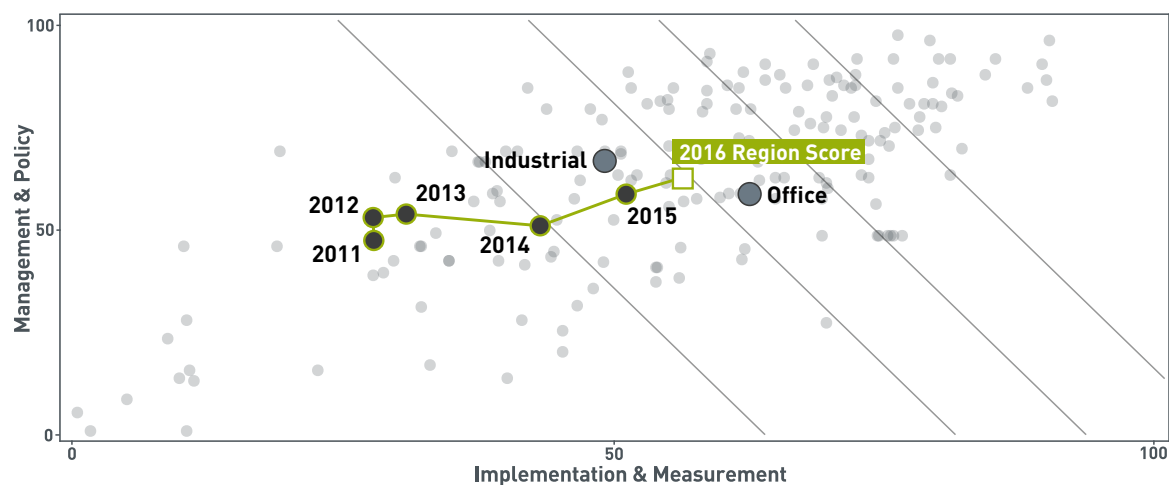 100
Management & Policy
Industrial
2016 Region Score
2012
2013
Office
2015
50
2014
2011
0
0
50
100
Implementation & Measurement